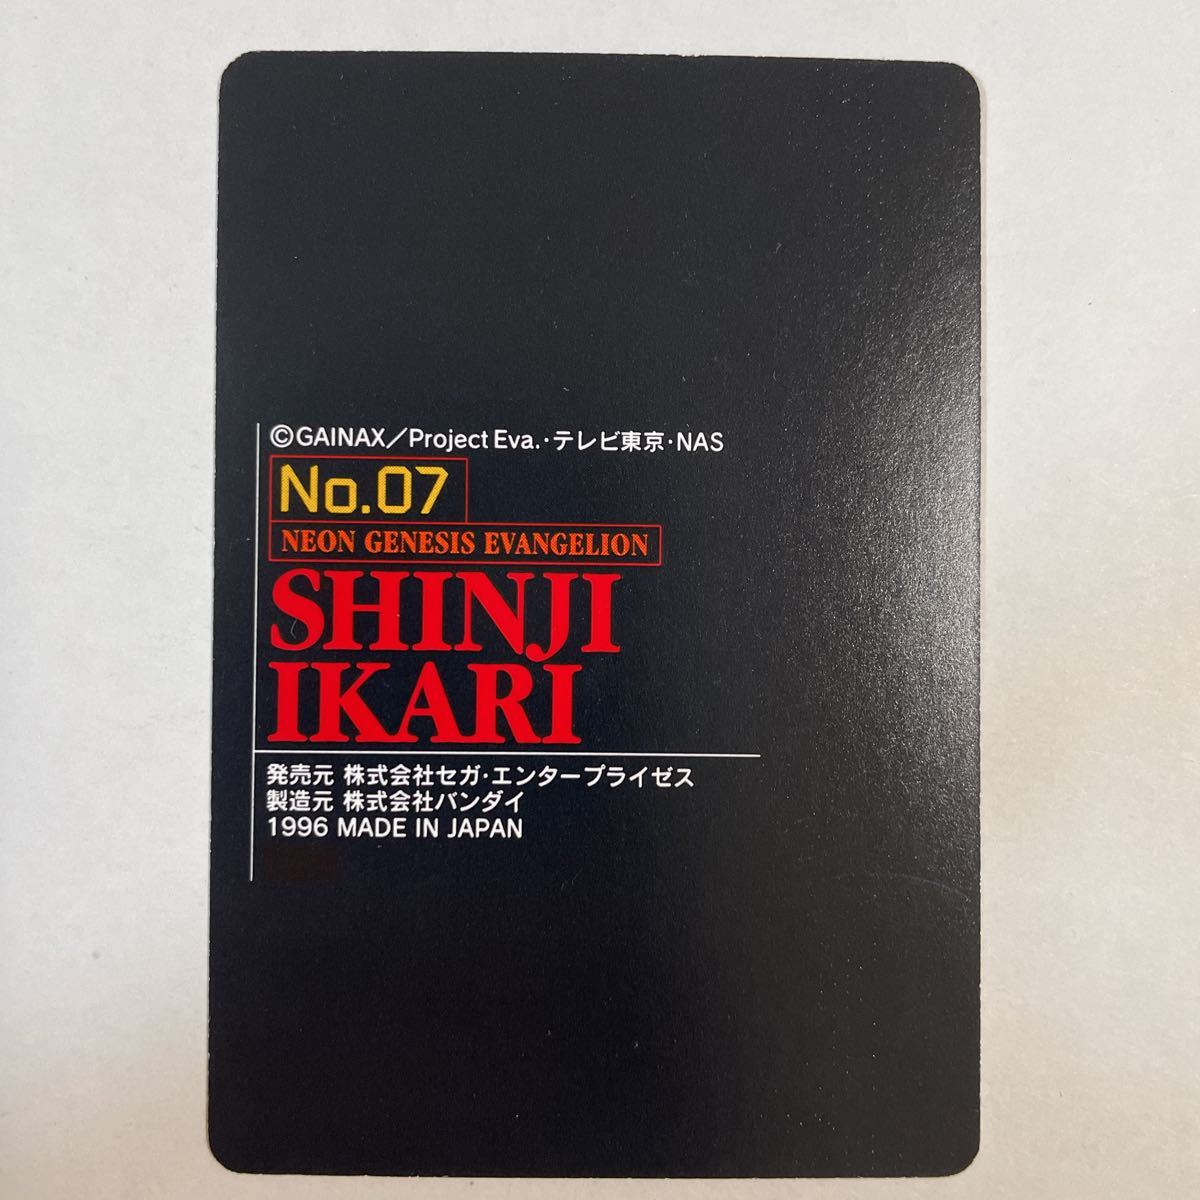 ©GAINAX／Project Eva.・テレビ東京・NAS
No.07
NEON GENESIS EVANGELION
SHINJI
IKARI
発売元 株式会社セガ・エンタープライゼス
製造元 株式会社バンダイ
1996 MADE IN JAPAN